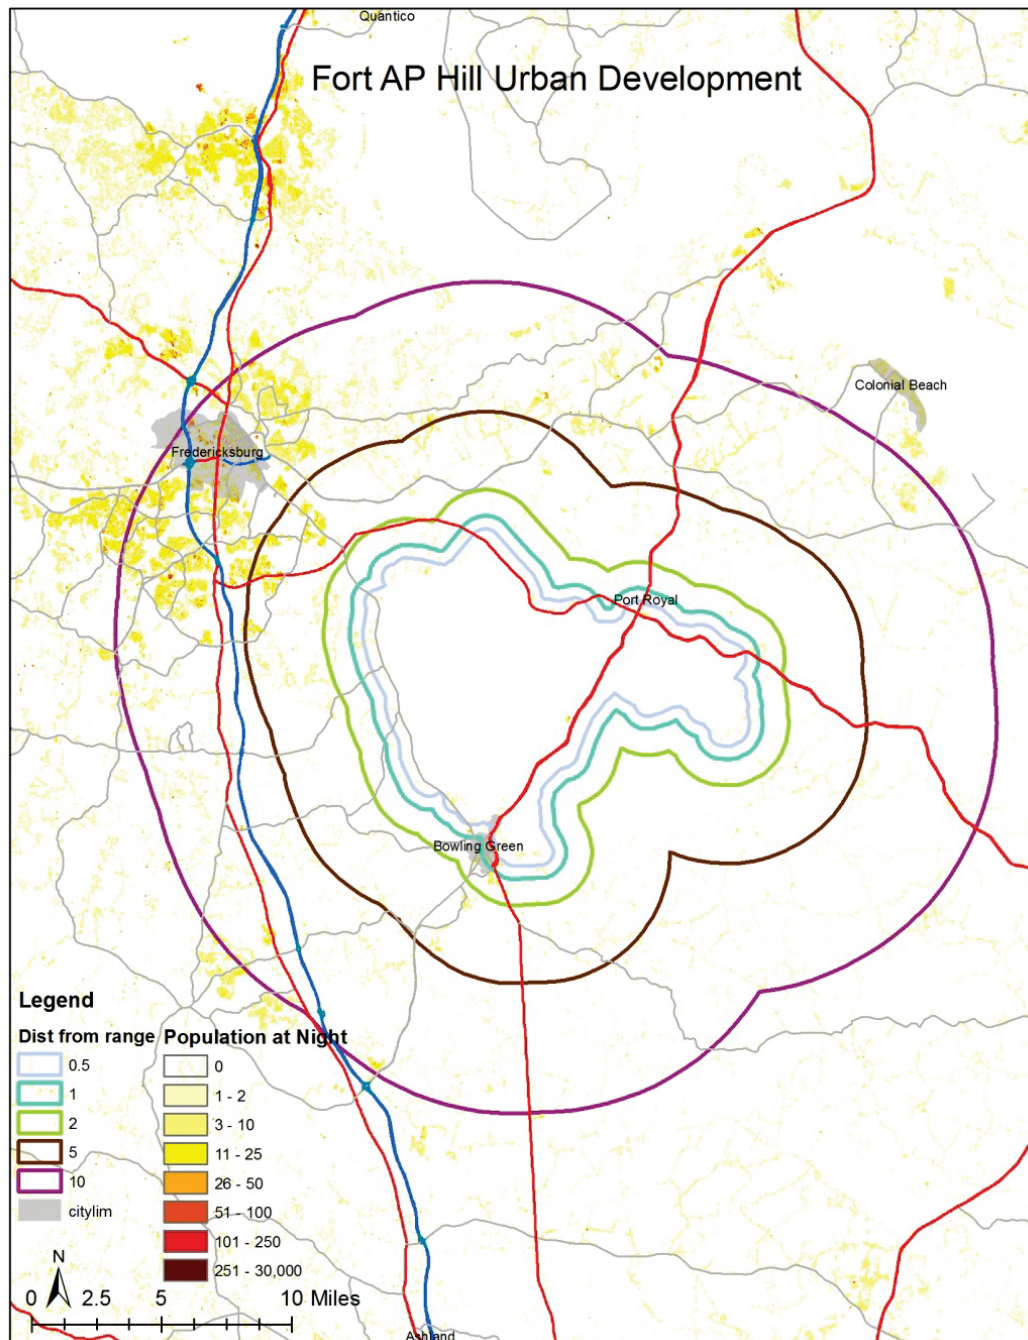 Quantico
Fort AP Hill Urban Development
Colonial Beach
Fredericksburg
Port Royal
Bowling Green
Legend
Dist from range
0.5
1
2
5
10
citylim
Population at Night
0
1 - 2
3 - 10
11 - 25
26 - 50
51 - 100
101 - 250
251 - 30,000
N
0 2.5 5 10 Miles
Ashland